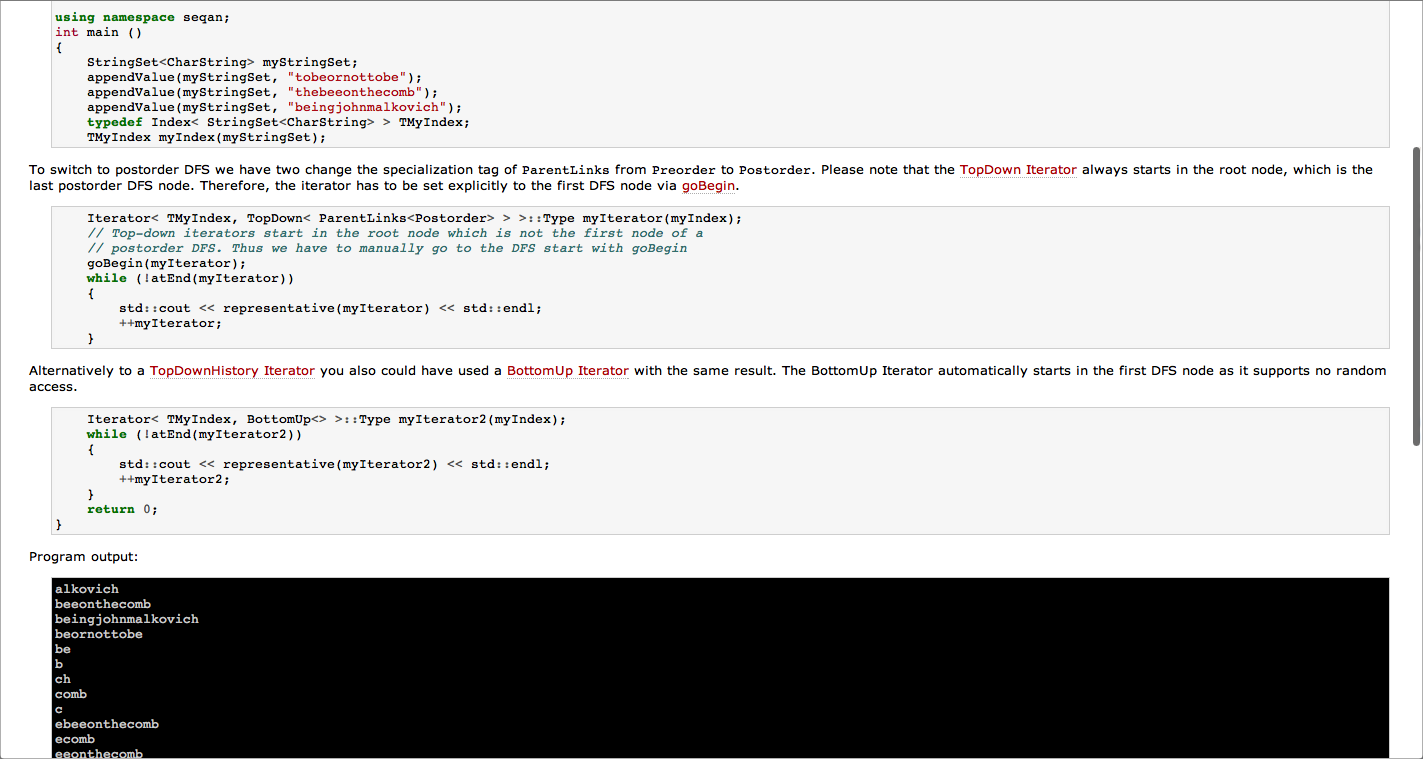 using namespace seqan;
int main ()
{
    StringSet<CharString> myStringSet;
    appendValue(myStringSet, "tobeornottobe");
    appendValue(myStringSet, "thebeeonthecomb");
    appendValue(myStringSet, "beingjohnmalkovich");
    typedef Index< StringSet<CharString> > TMyIndex;
    TMyIndex myIndex(myStringSet);
To switch to postorder DFS we have two change the specialization tag of ParentLinks from Preorder to Postorder. Please note that the TopDown Iterator always starts in the root node, which is the
last postorder DFS node. Therefore, the iterator has to be set explicitly to the first DFS node via goBegin.
    Iterator< TMyIndex, TopDown< ParentLinks<Postorder> > >::Type myIterator(myIndex);
    // Top-down iterators start in the root node which is not the first node of a
    // postorder DFS. Thus we have to manually go to the DFS start with goBegin
    goBegin(myIterator);
    while (!atEnd(myIterator))
    {
        std::cout << representative(myIterator) << std::endl;
        ++myIterator;
    }
Alternatively to a TopDownHistory Iterator you also could have used a BottomUp Iterator with the same result. The BottomUp Iterator automatically starts in the first DFS node as it supports no random
access.
    Iterator< TMyIndex, BottomUp<> >::Type myIterator2(myIndex);
    while (!atEnd(myIterator2))
    {
        std::cout << representative(myIterator2) << std::endl;
        ++myIterator2;
    }
    return 0;
}
Program output:
alkovich
beeonthecomb
beingjohnmalkovich
beornottobe
be
b
ch
comb
c
ebeeonthecomb
ecomb
eeonthecomb